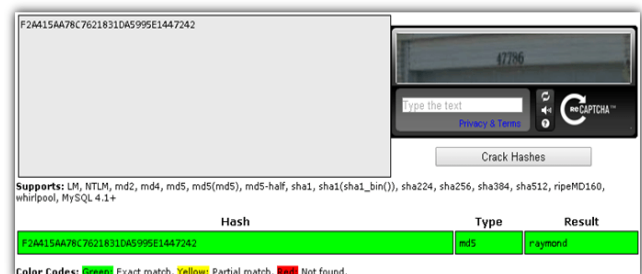 F2A415AA78C7621831DA5995E1447242
47786
Type the text
Privacy & Terms
reCAPTCHA™
Crack Hashes
Supports: LM, NTLM, md2, md4, md5, md5(md5), md5-half, sha1, sha1(sha1_bin()), sha224, sha256, sha384, sha512, ripeMD160,
whirlpool, MySQL 4.1+
Hash Type Result
F2A415AA78C7621831DA5995E1447242 md5 raymond
Color Codes: Green: Exact match, Yellow: Partial match, Red: Not found.